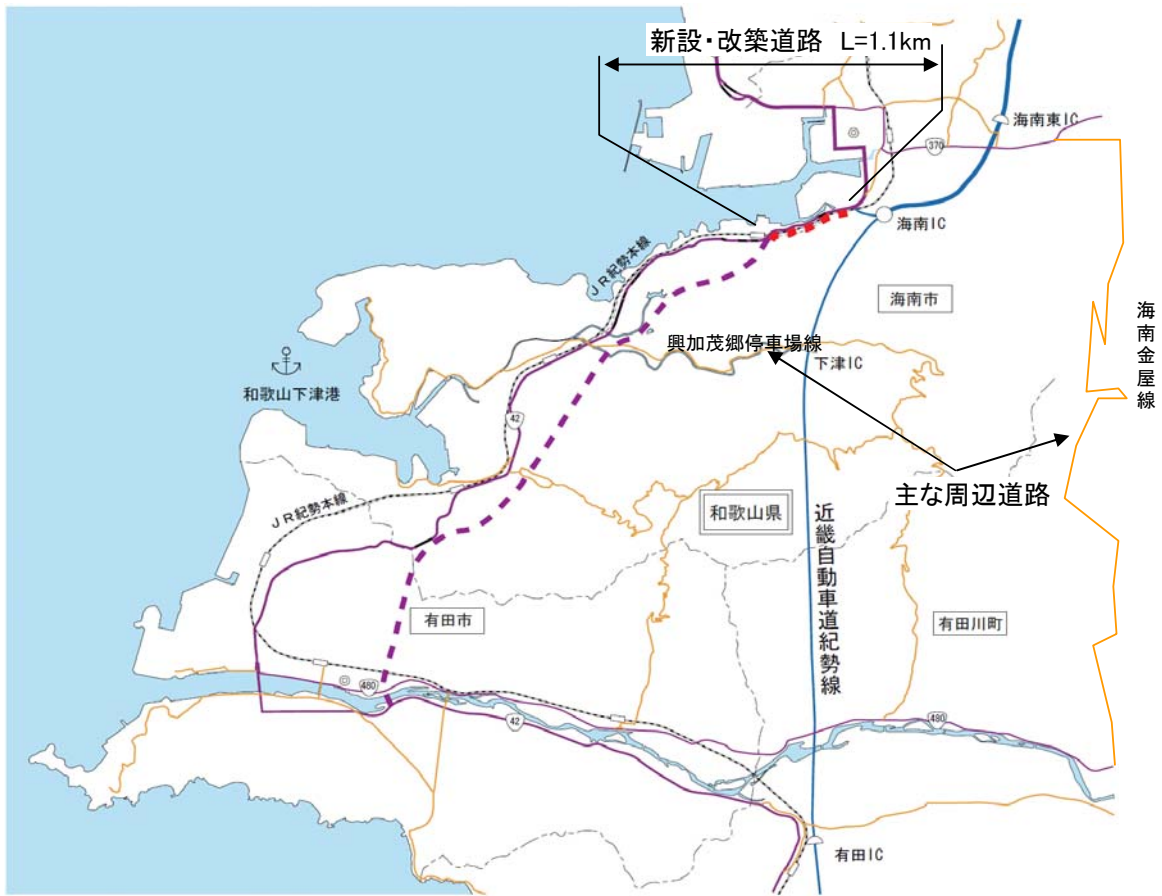 新設・改築道路 L=1.1km
海南東IC
370
海南IC
JR紀勢本線
海南市
海南金屋線
興加茂郷停車場線
下津IC
和歌山下津港
42
主な周辺道路
JR紀勢本線
和歌山県
近畿自動車道紀勢線
有田市
有田川町
480
42
480
有田IC